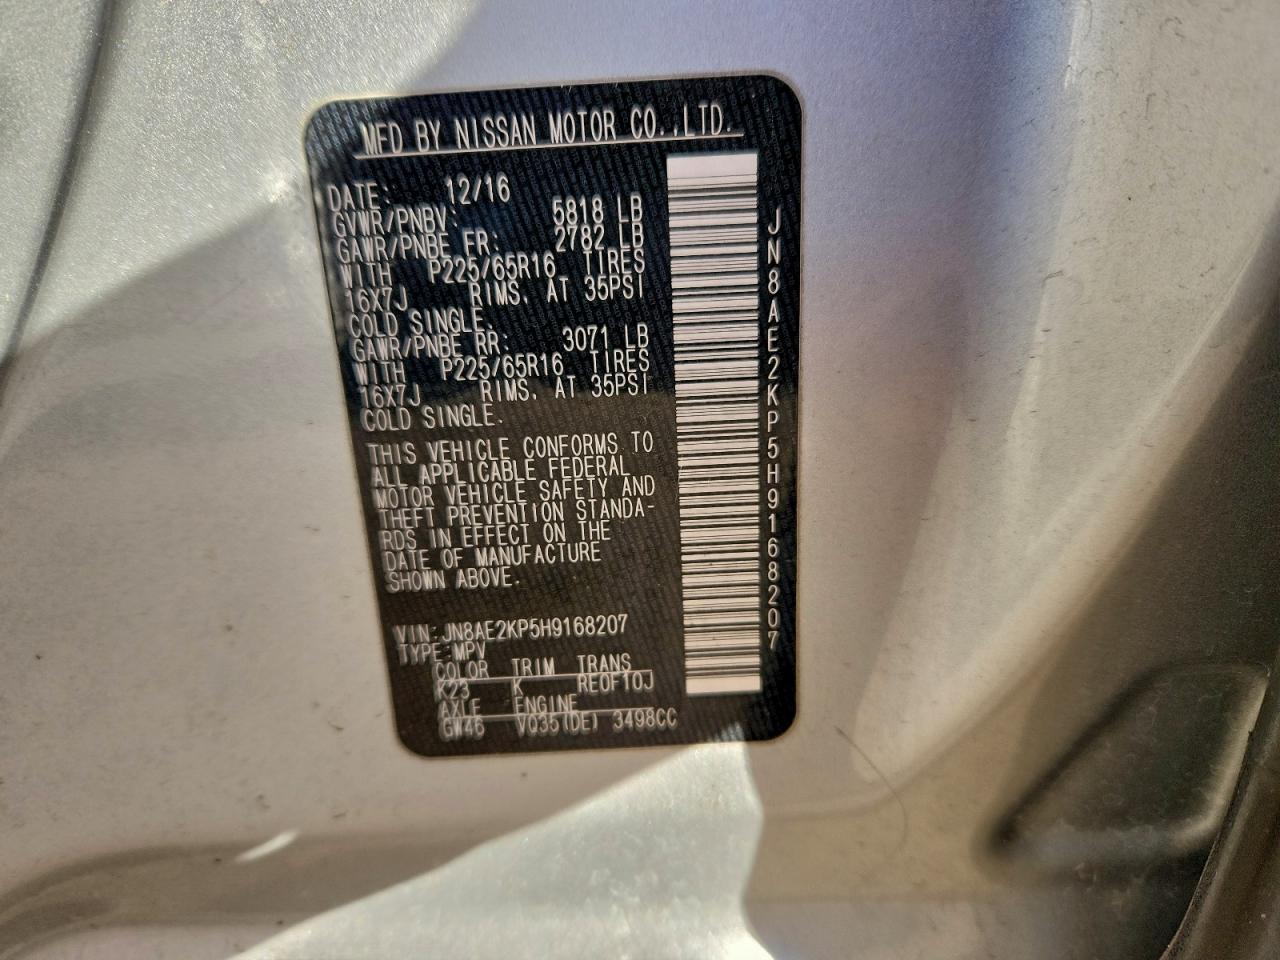 MFD BY NISSAN MOTOR CO.,LTD.
DATE: 12/16
GVWR/PNBV: 5818 LB
GAWR/PNBE FR: 2782 LB
WITH P225/65R16 TIRES
16X7J RIMS. AT 35PSI
COLD SINGLE.
GAWR/PNBE RR: 3071 LB
WITH P225/65R16 TIRES
16X7J RIMS. AT 35PSI
COLD SINGLE.
THIS VEHICLE CONFORMS TO
ALL APPLICABLE FEDERAL
MOTOR VEHICLE SAFETY AND
THEFT PREVENTION STANDA-
RDS IN EFFECT ON THE
DATE OF MANUFACTURE
SHOWN ABOVE.
VIN:JN8AE2KP5H9168207
TYPE:MPV
COLOR TRIM TRANS
K23 K RE0F10J
AXLE ENGINE
GW46 VQ35(DE) 3498CC
JN8AE2KP5H9168207